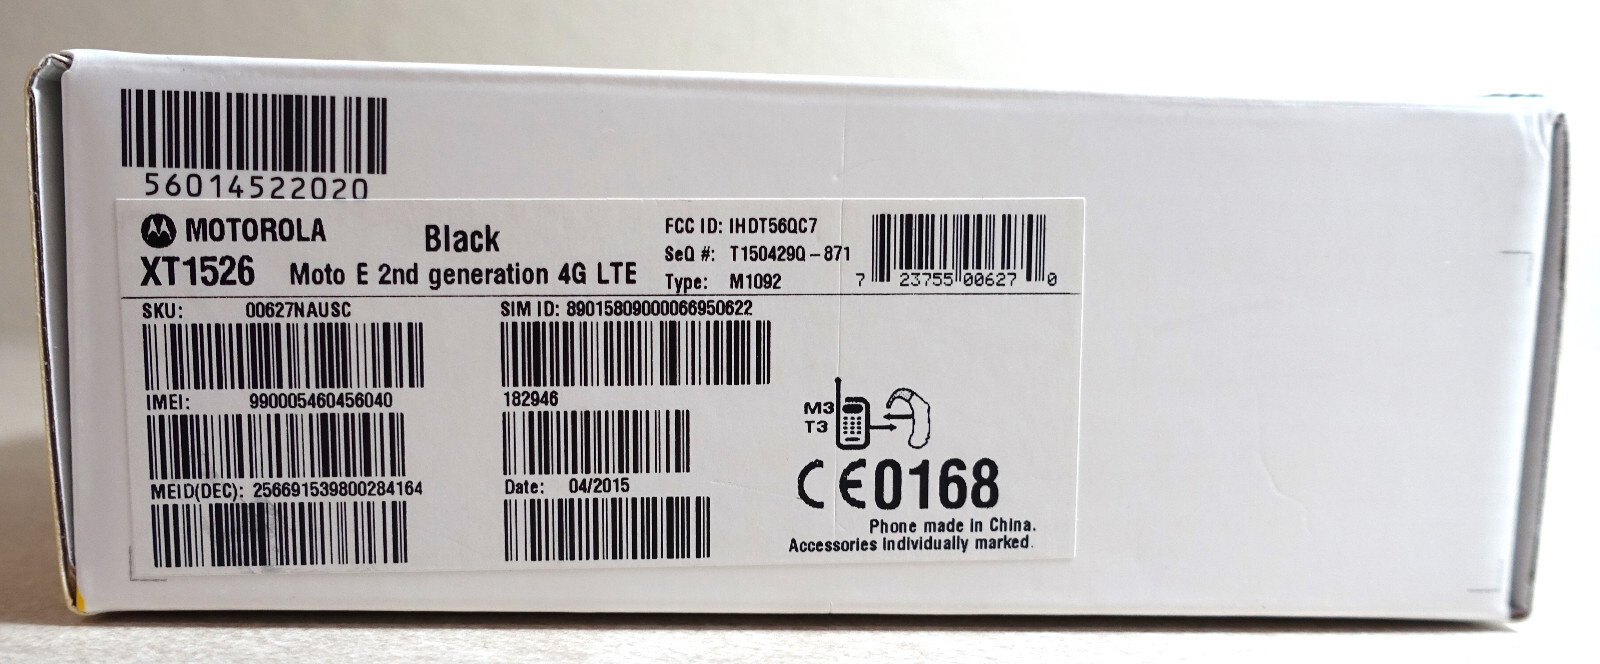 56014522020
MOTOROLA Black
XT1526 Moto E 2nd generation 4G LTE
FCC ID: IHDT56QC7
SeQ #: T150429Q-871
Type: M1092
7 23755 00627 0
SKU: 00627NAUSC
SIM ID: 89015809000066950622
IMEI: 990005460456040
182946
MEID(DEC): 256691539800284164
Date: 04/2015
M3
T3
CE0168
Phone made in China.
Accessories individually marked.